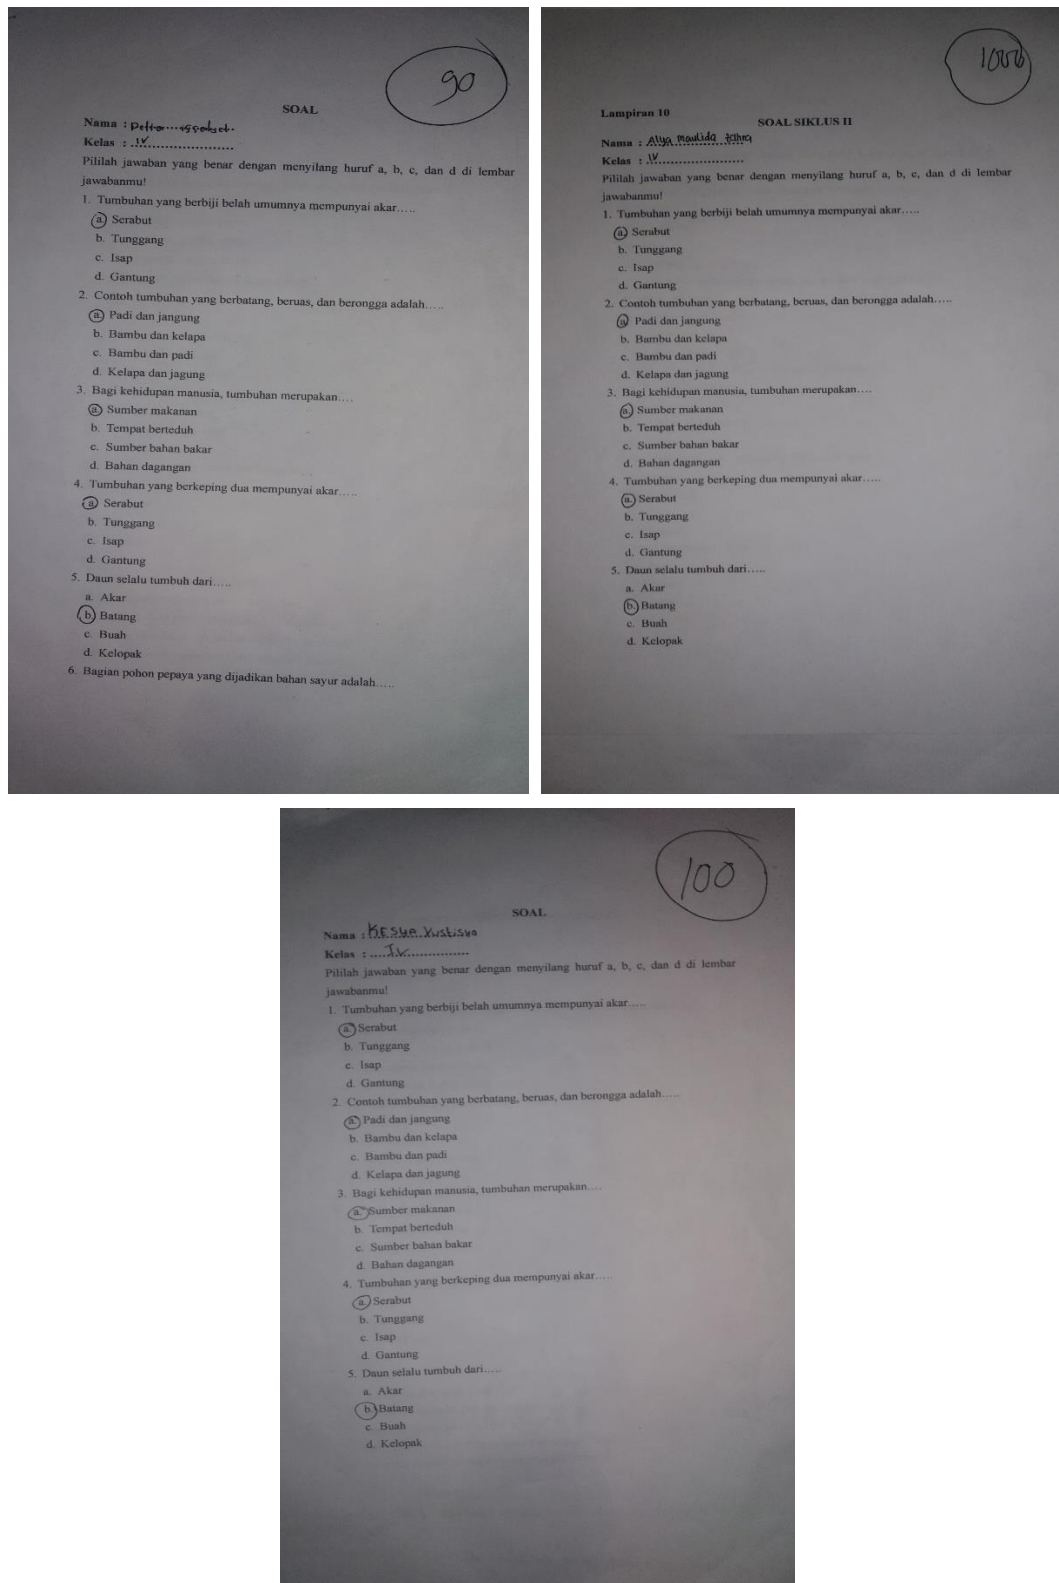 90
SOAL
Nama :
Kelas : IV
Pililah jawaban yang benar dengan menyilang huruf a, b, c, dan d di lembar
jawabanmu!
1. Tumbuhan yang berbiji belah umumnya mempunyai akar.....
a. Serabut
b. Tunggang
c. Isap
d. Gantung
2. Contoh tumbuhan yang berbatang, beruas, dan berongga adalah.....
a. Padi dan jangung
b. Bambu dan kelapa
c. Bambu dan padi
d. Kelapa dan jagung
3. Bagi kehidupan manusia, tumbuhan merupakan....
a. Sumber makanan
b. Tempat berteduh
c. Sumber bahan bakar
d. Bahan dagangan
4. Tumbuhan yang berkeping dua mempunyai akar.....
a. Serabut
b. Tunggang
c. Isap
d. Gantung
5. Daun selalu tumbuh dari.....
a. Akar
b. Batang
c. Buah
d. Kelopak
6. Bagian pohon pepaya yang dijadikan bahan sayur adalah.....
Lampiran 10
SOAL SIKLUS II
Nama : Alya maulida zahra
Kelas : IV
Pililah jawaban yang benar dengan menyilang huruf a, b, c, dan d di lembar
jawabanmu!
1. Tumbuhan yang berbiji belah umumnya mempunyai akar.....
a. Serabut
b. Tunggang
c. Isap
d. Gantung
2. Contoh tumbuhan yang berbatang, beruas, dan berongga adalah.....
a. Padi dan jangung
b. Bambu dan kelapa
c. Bambu dan padi
d. Kelapa dan jagung
3. Bagi kehidupan manusia, tumbuhan merupakan....
a. Sumber makanan
b. Tempat berteduh
c. Sumber bahan bakar
d. Bahan dagangan
4. Tumbuhan yang berkeping dua mempunyai akar.....
a. Serabut
b. Tunggang
c. Isap
d. Gantung
5. Daun selalu tumbuh dari.....
a. Akar
b. Batang
c. Buah
d. Kelopak
100
SOAL
Nama : Kesya Yustisya
Kelas : IV
Pililah jawaban yang benar dengan menyilang huruf a, b, c, dan d di lembar
jawabanmu!
1. Tumbuhan yang berbiji belah umumnya mempunyai akar.....
a. Serabut
b. Tunggang
c. Isap
d. Gantung
2. Contoh tumbuhan yang berbatang, beruas, dan berongga adalah.....
a. Padi dan jangung
b. Bambu dan kelapa
c. Bambu dan padi
d. Kelapa dan jagung
3. Bagi kehidupan manusia, tumbuhan merupakan....
a. Sumber makanan
b. Tempat berteduh
c. Sumber bahan bakar
d. Bahan dagangan
4. Tumbuhan yang berkeping dua mempunyai akar.....
a. Serabut
b. Tunggang
c. Isap
d. Gantung
5. Daun selalu tumbuh dari.....
a. Akar
b. Batang
c. Buah
d. Kelopak